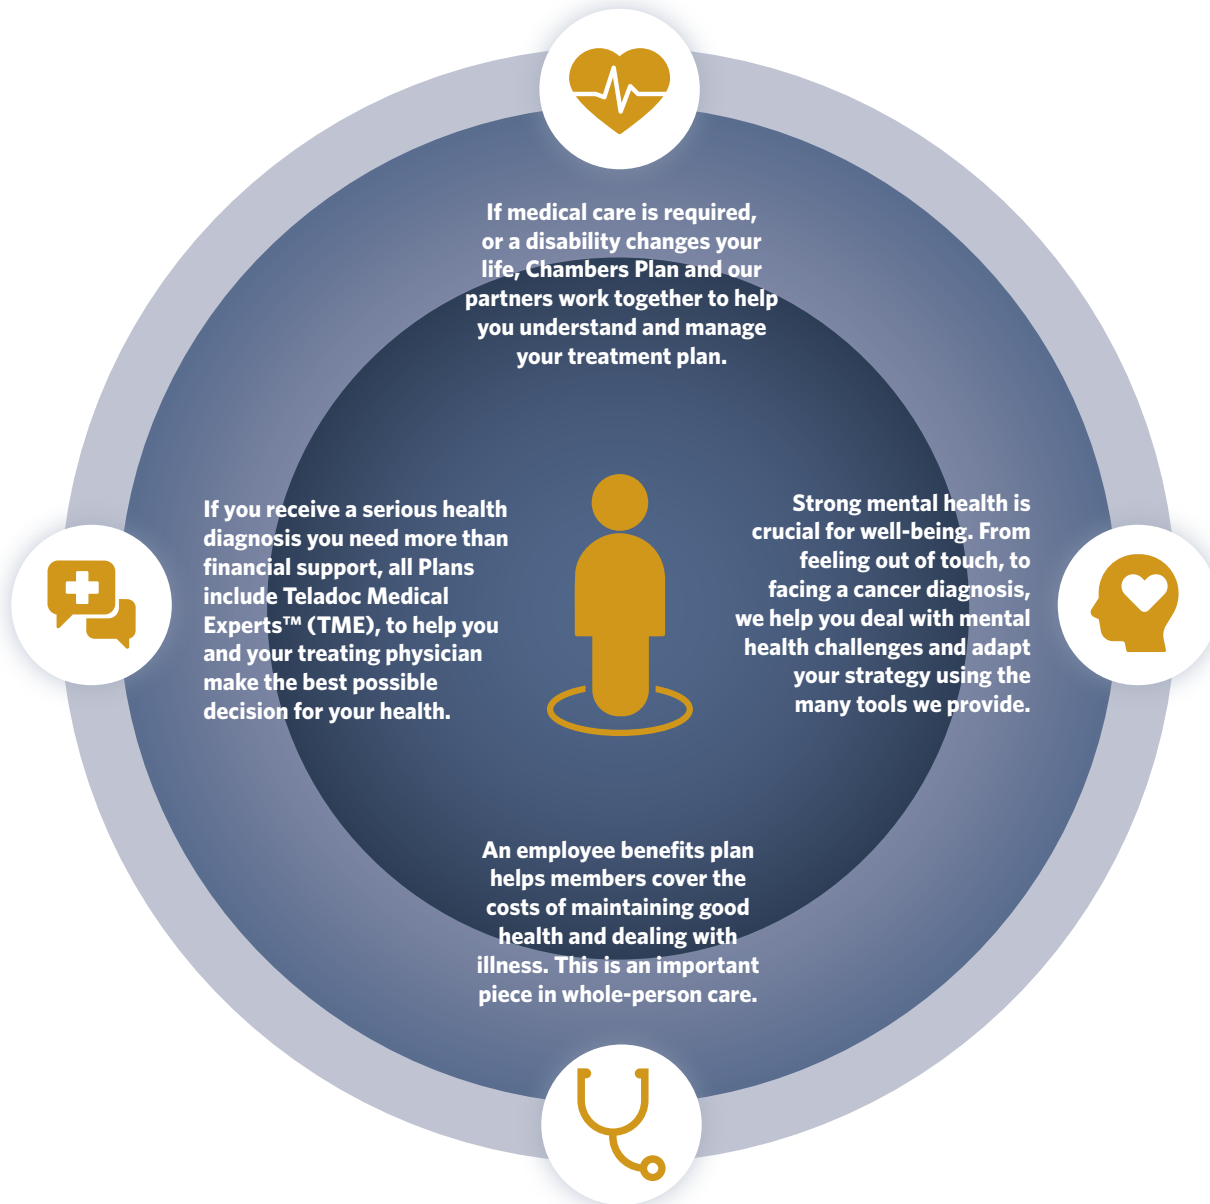 If medical care is required,
or a disability changes your
life, Chambers Plan and our
partners work together to help
you understand and manage
your treatment plan.
If you receive a serious health
diagnosis you need more than
financial support, all Plans
include Teladoc Medical
Experts™ (TME), to help you
and your treating physician
make the best possible
decision for your health.
Strong mental health is
crucial for well-being. From
feeling out of touch, to
facing a cancer diagnosis,
we help you deal with mental
health challenges and adapt
your strategy using the
many tools we provide.
An employee benefits plan
helps members cover the
costs of maintaining good
health and dealing with
illness. This is an important
piece in whole-person care.